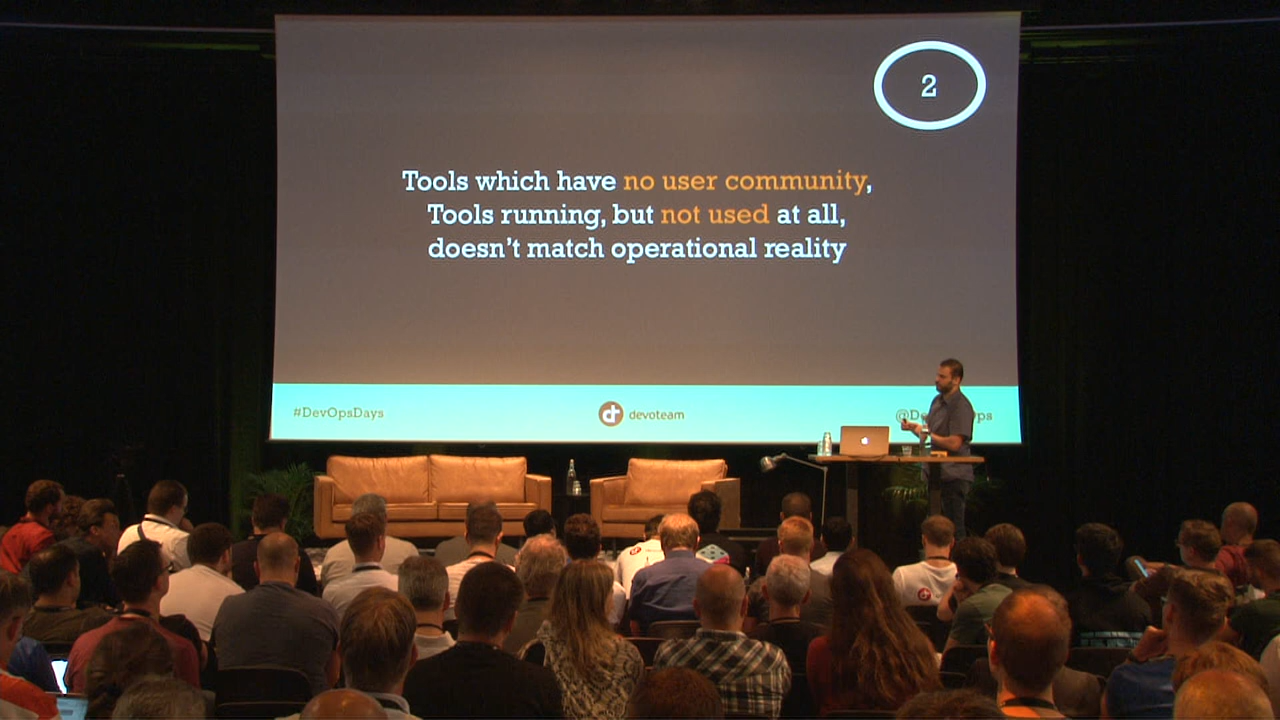 2
Tools which have no user community,
Tools running, but not used at all,
doesn't match operational reality
#DevOpsDays
devoteam